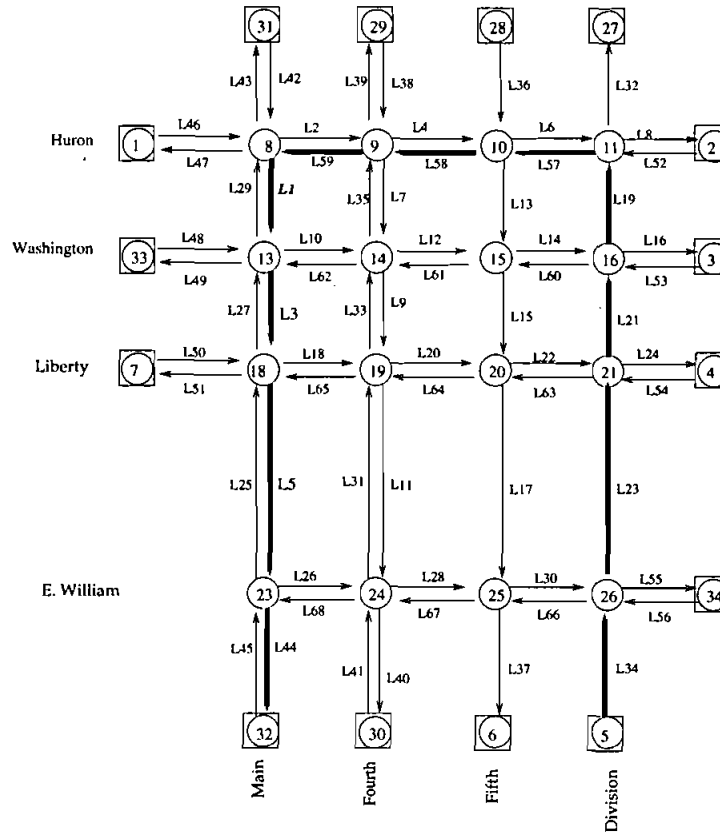 31 29 28 27
L43 L42 L39 L38 L36 L32
Huron 1 L46 8 L2 9 L4 10 L6 11 L8 2
L47 L59 L58 L57 L52
L29 L1 L35 L7 L13 L19
Washington 33 L48 13 L10 14 L12 15 L14 16 L16 3
L49 L62 L61 L60 L53
L27 L3 L33 L9 L15 L21
Liberty 7 L50 18 L18 19 L20 20 L22 21 L24 4
L51 L65 L64 L63 L54
L25 L5 L31 L11 L17 L23
E. William 23 L26 24 L28 25 L30 26 L55 34
L68 L67 L66 L56
L45 L44 L41 L40 L37 L34
32 30 6 5
Main Fourth Fifth Division